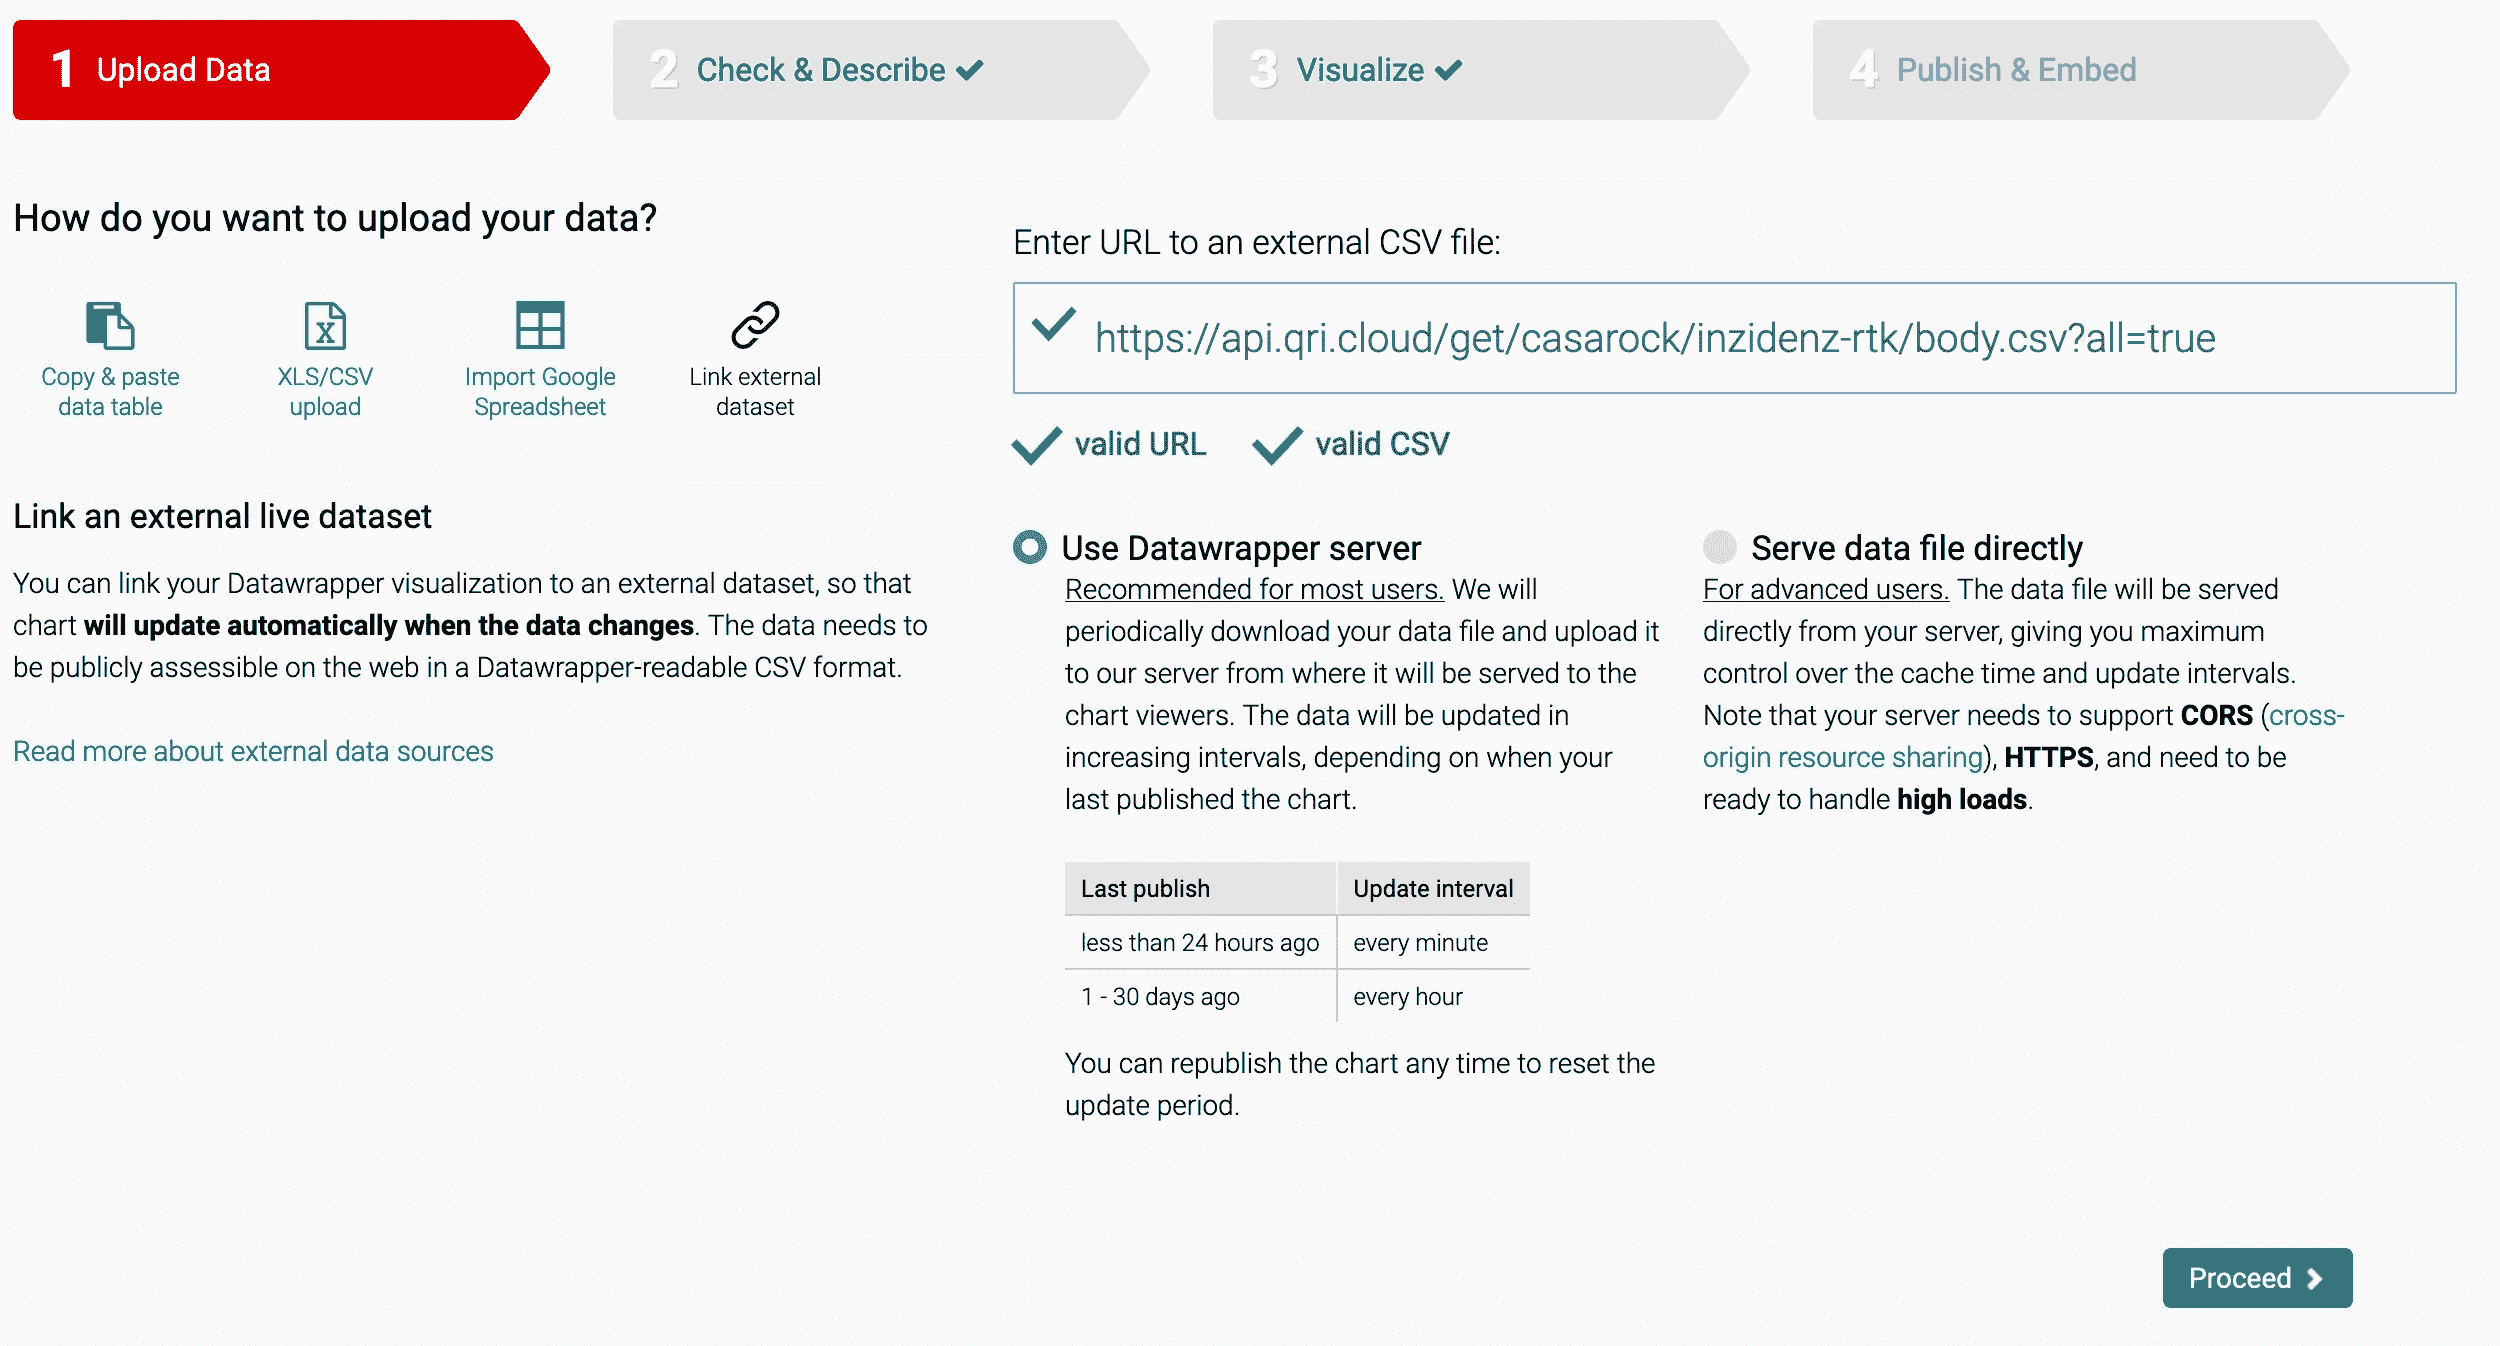 1 Upload Data
2 Check & Describe
3 Visualize
4 Publish & Embed
How do you want to upload your data?
Copy & paste
data table
XLS/CSV
upload
Import Google
Spreadsheet
Link external
dataset
Link an external live dataset
You can link your Datawrapper visualization to an external dataset, so that
chart will update automatically when the data changes. The data needs to
be publicly assessible on the web in a Datawrapper-readable CSV format.
Read more about external data sources
Enter URL to an external CSV file:
https://api.qri.cloud/get/casarock/inzidenz-rtk/body.csv?all=true
valid URL
valid CSV
Use Datawrapper server
Recommended for most users. We will
periodically download your data file and upload it
to our server from where it will be served to the
chart viewers. The data will be updated in
increasing intervals, depending on when your
last published the chart.
Last publish
Update interval
less than 24 hours ago
every minute
1 - 30 days ago
every hour
You can republish the chart any time to reset the
update period.
Serve data file directly
For advanced users. The data file will be served
directly from your server, giving you maximum
control over the cache time and update intervals.
Note that your server needs to support CORS (cross-
origin resource sharing), HTTPS, and need to be
ready to handle high loads.
Proceed